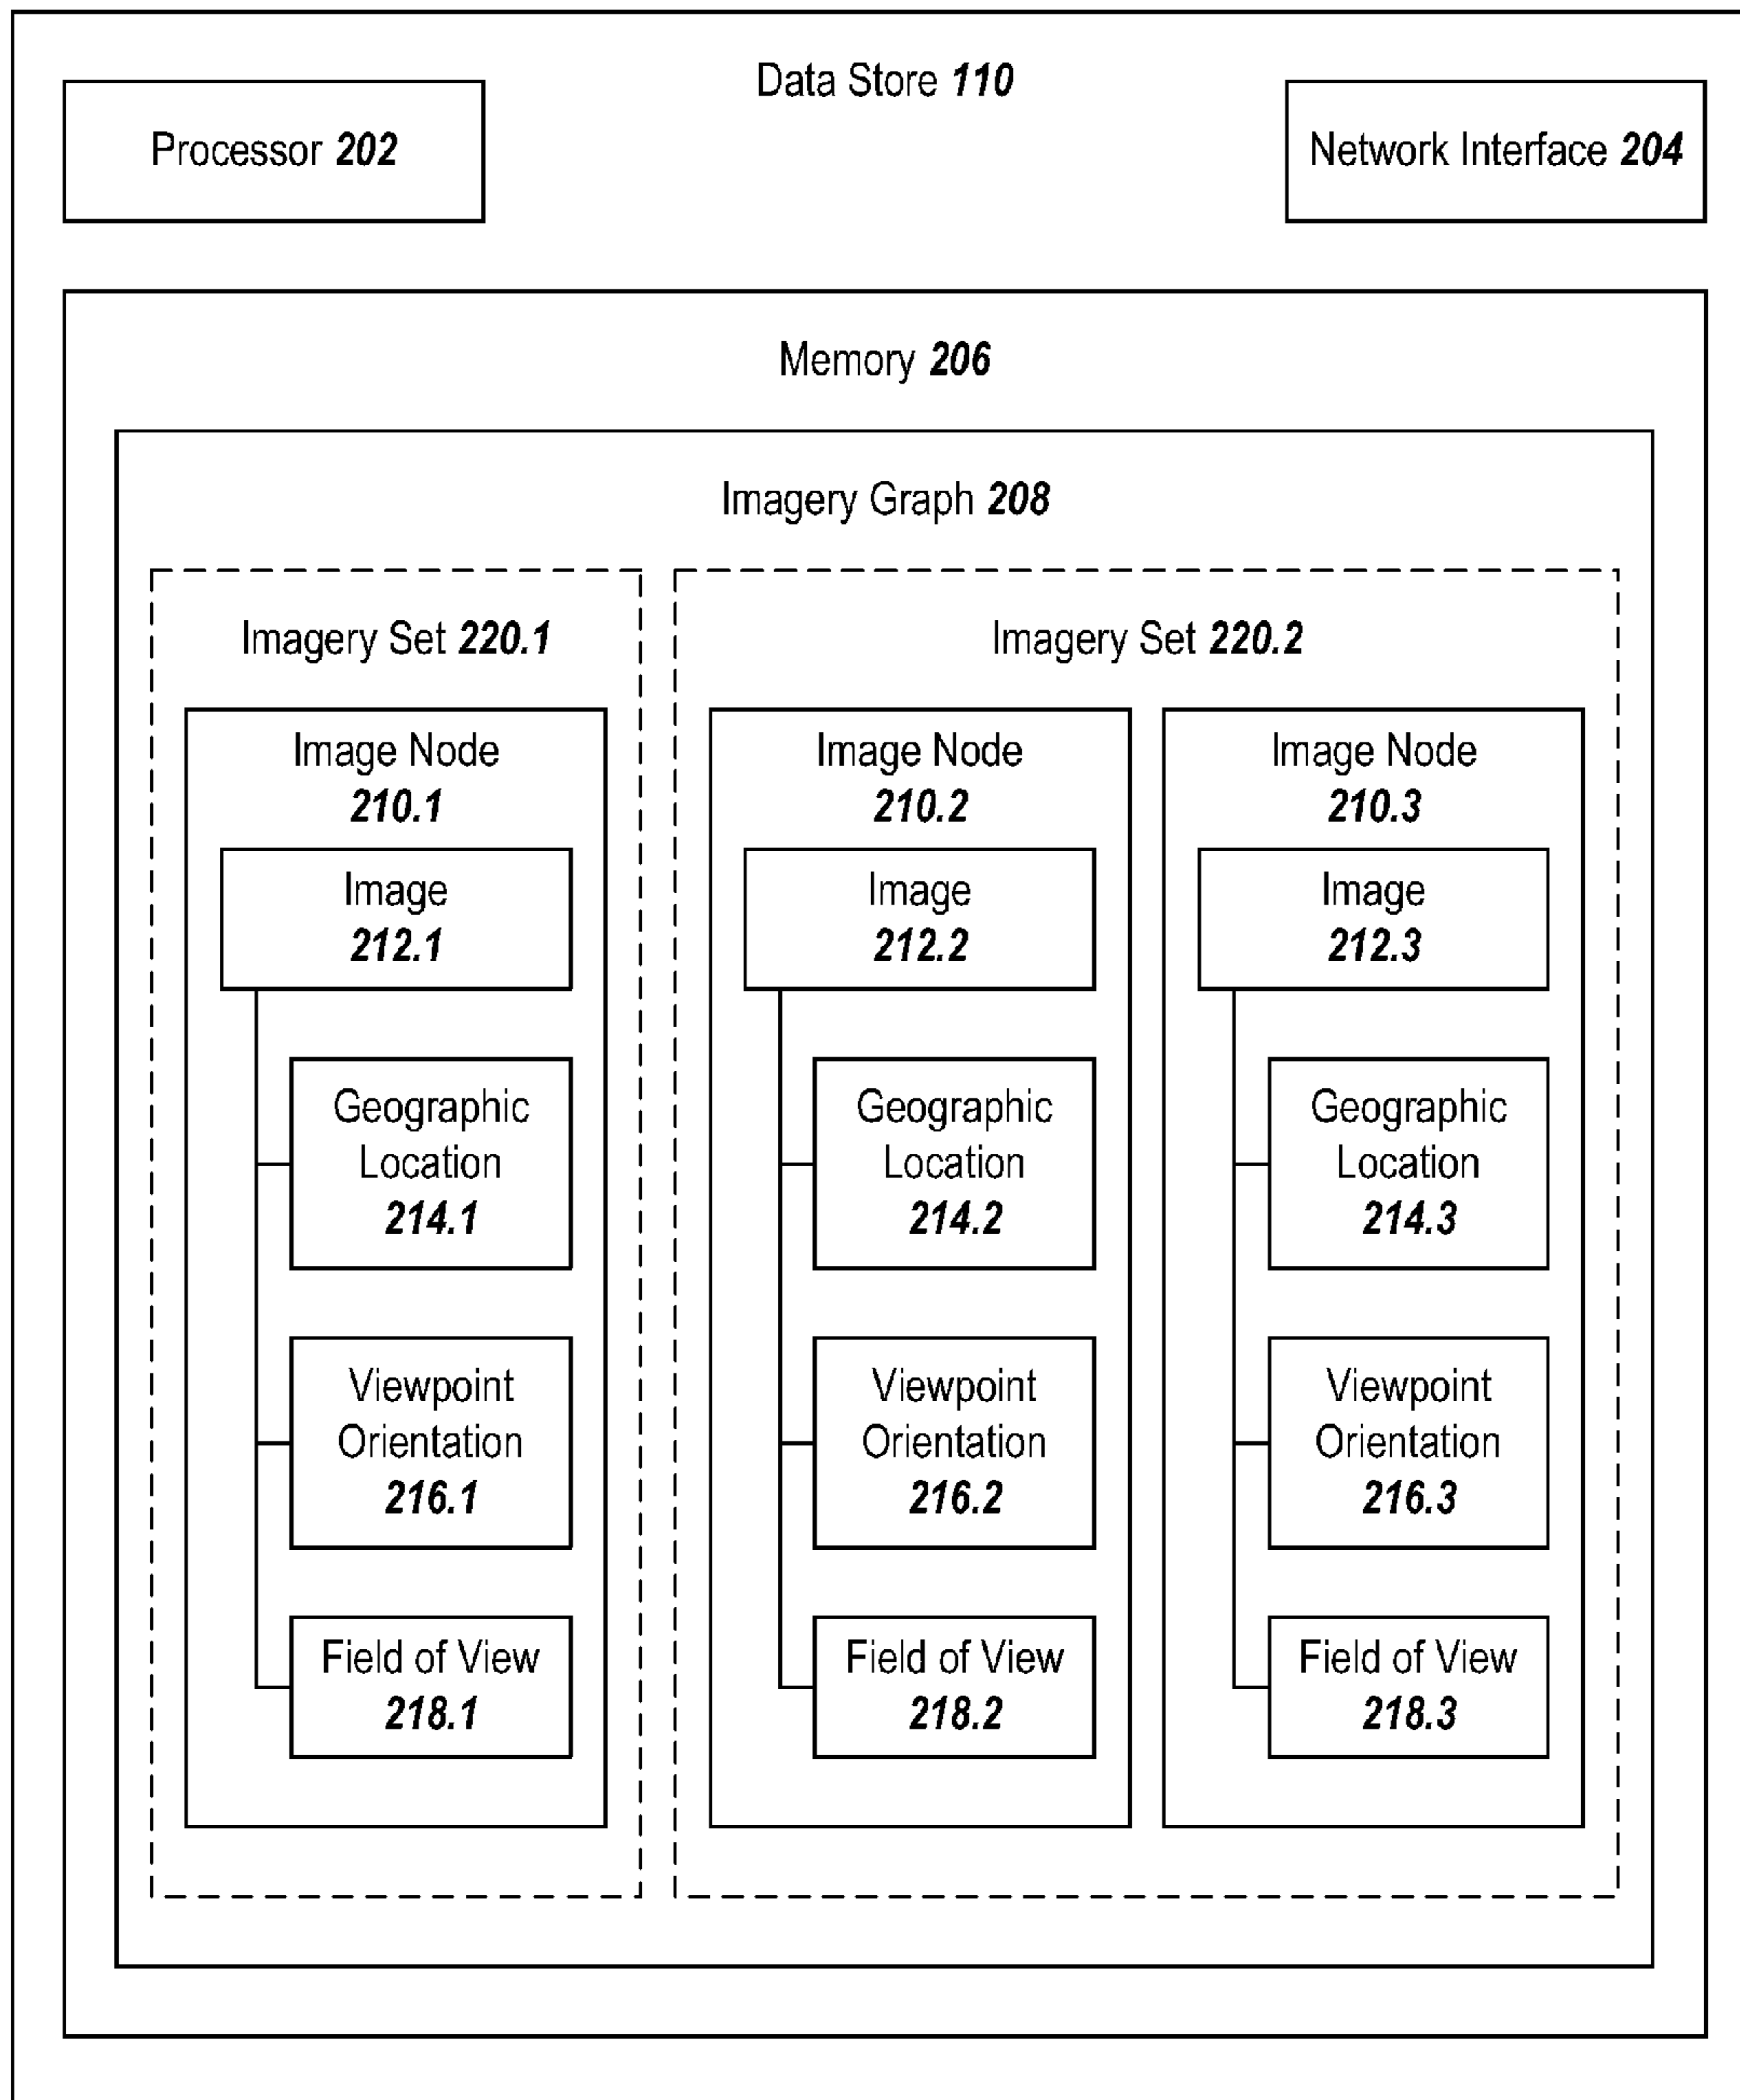 Data Store 110
Processor 202
Network Interface 204
Memory 206
Imagery Graph 208
Imagery Set 220.1
Image Node
210.1
Image
212.1
Geographic
Location
214.1
Viewpoint
Orientation
216.1
Field of View
218.1
Imagery Set 220.2
Image Node
210.2
Image
212.2
Geographic
Location
214.2
Viewpoint
Orientation
216.2
Field of View
218.2
Image Node
210.3
Image
212.3
Geographic
Location
214.3
Viewpoint
Orientation
216.3
Field of View
218.3